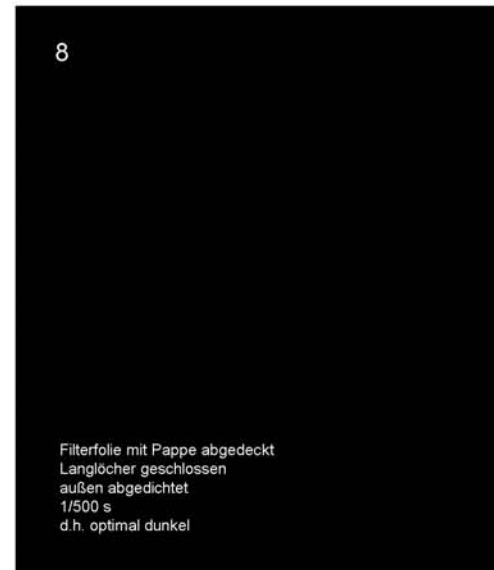 8
Filterfolie mit Pappe abgedeckt
Langlöcher geschlossen
außen abgedichtet
1/500 s
d.h. optimal dunkel